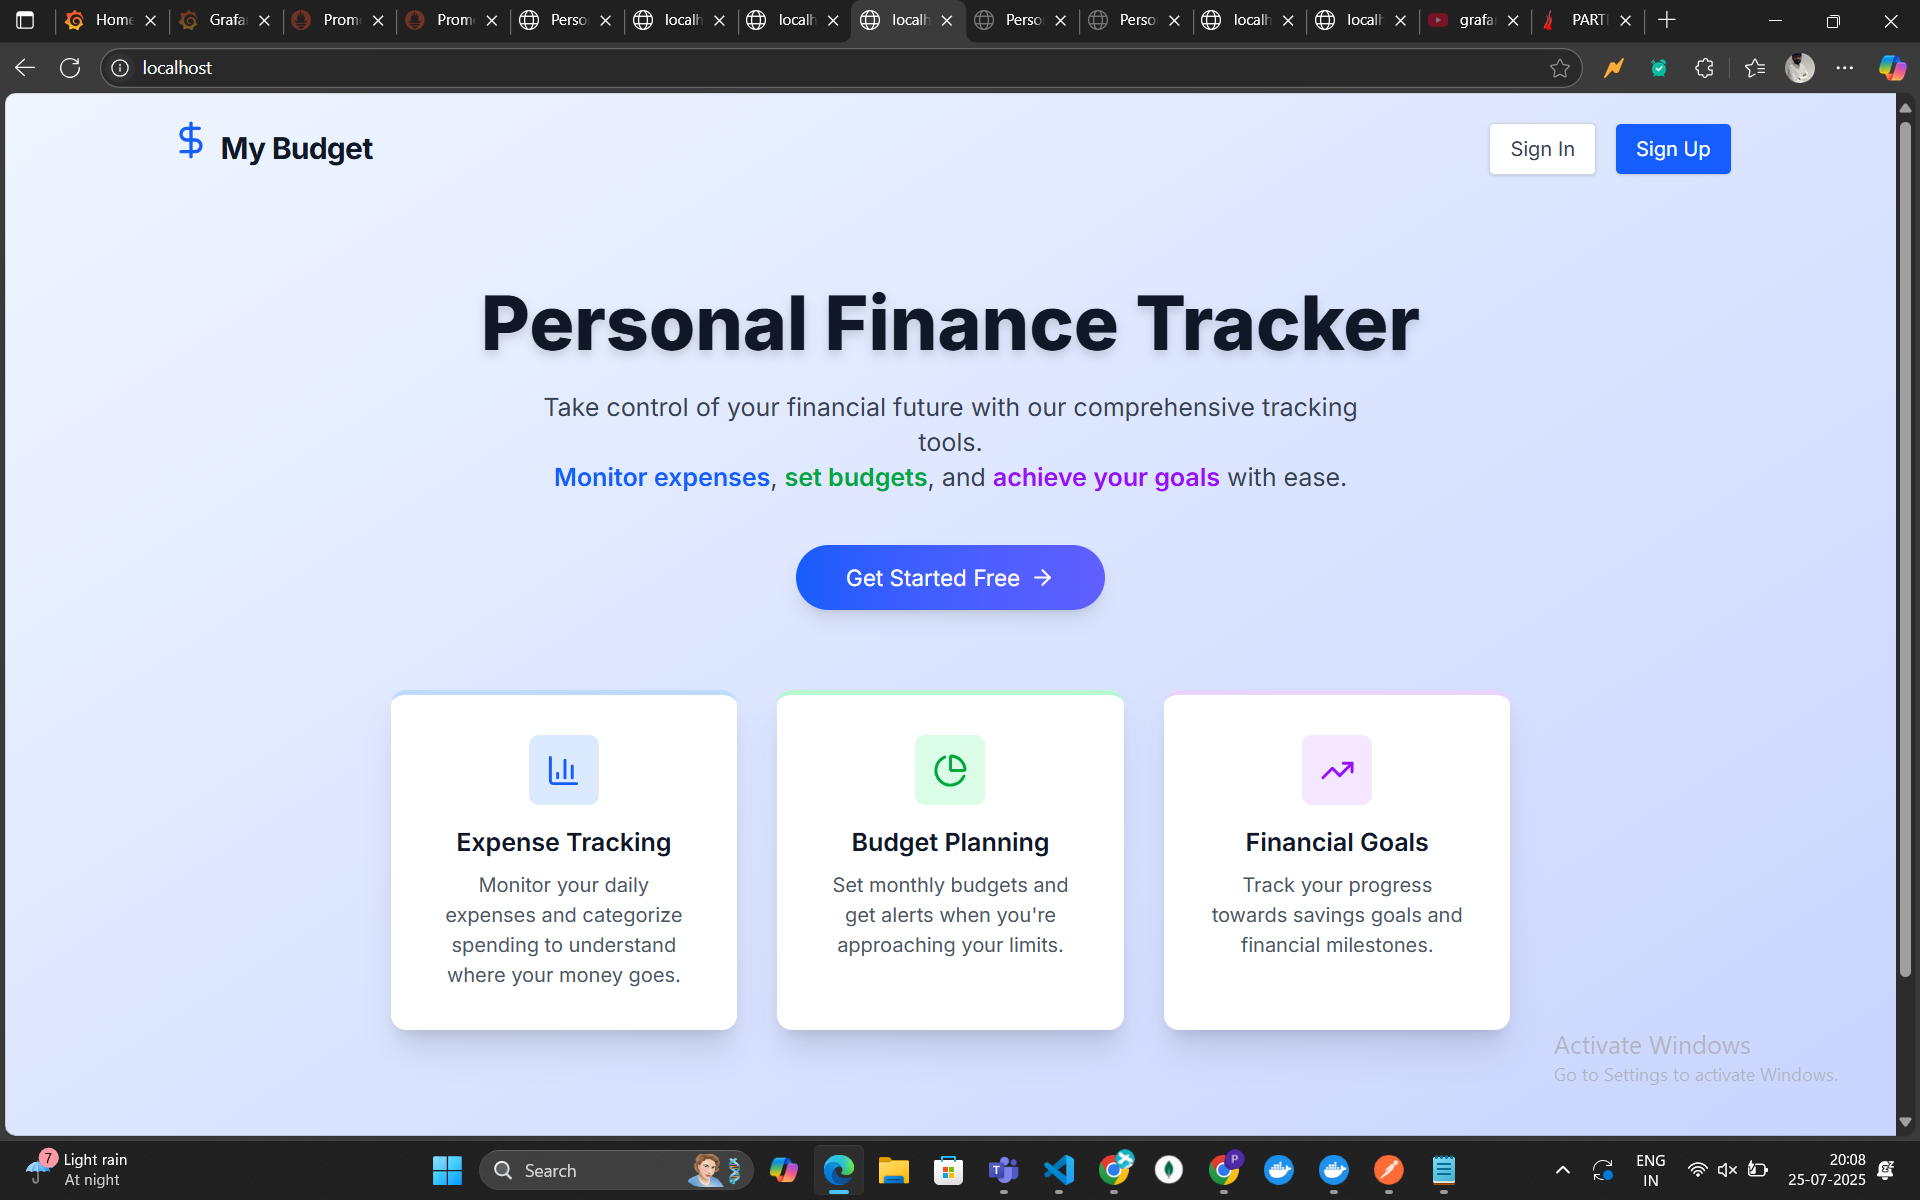 Home
Grafa
Prom
Prom
Perso
localh
localh
localh
Perso
Perso
localh
localh
grafa
PARTI
localhost
My Budget
Sign In
Sign Up
Personal Finance Tracker
Take control of your financial future with our comprehensive tracking
tools.
Monitor expenses, set budgets, and achieve your goals with ease.
Get Started Free →
Expense Tracking
Monitor your daily
expenses and categorize
spending to understand
where your money goes.
Budget Planning
Set monthly budgets and
get alerts when you're
approaching your limits.
Financial Goals
Track your progress
towards savings goals and
financial milestones.
Activate Windows
Go to Settings to activate Windows.
7
Light rain
At night
Search
P
ENG
IN
20:08
25-07-2025